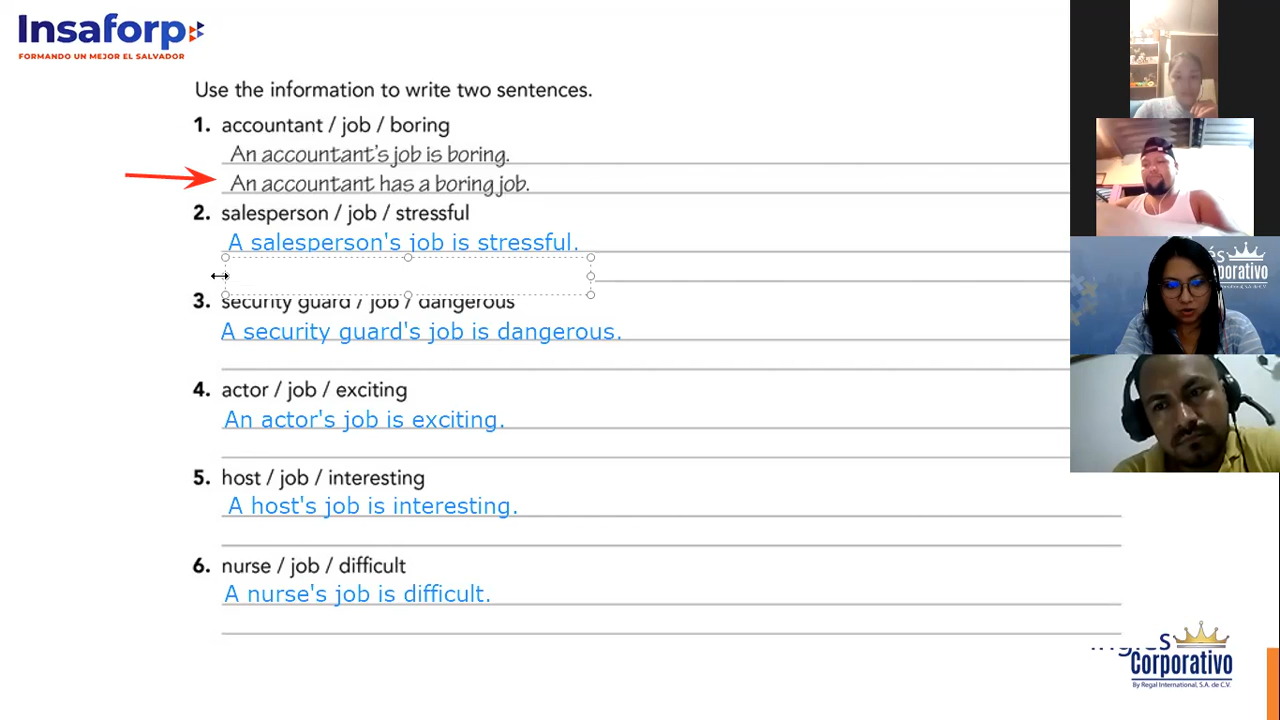 Insaforp
FORMANDO UN MEJOR EL SALVADOR
Use the information to write two sentences.
1. accountant / job / boring
An accountant's job is boring.
An accountant has a boring job.
2. salesperson / job / stressful
A salesperson's job is stressful.
3. security guard / job / dangerous
A security guard's job is dangerous.
4. actor / job / exciting
An actor's job is exciting.
5. host / job / interesting
A host's job is interesting.
6. nurse / job / difficult
A nurse's job is difficult.
Corporativo
By Regal International, S.A. de C.V.